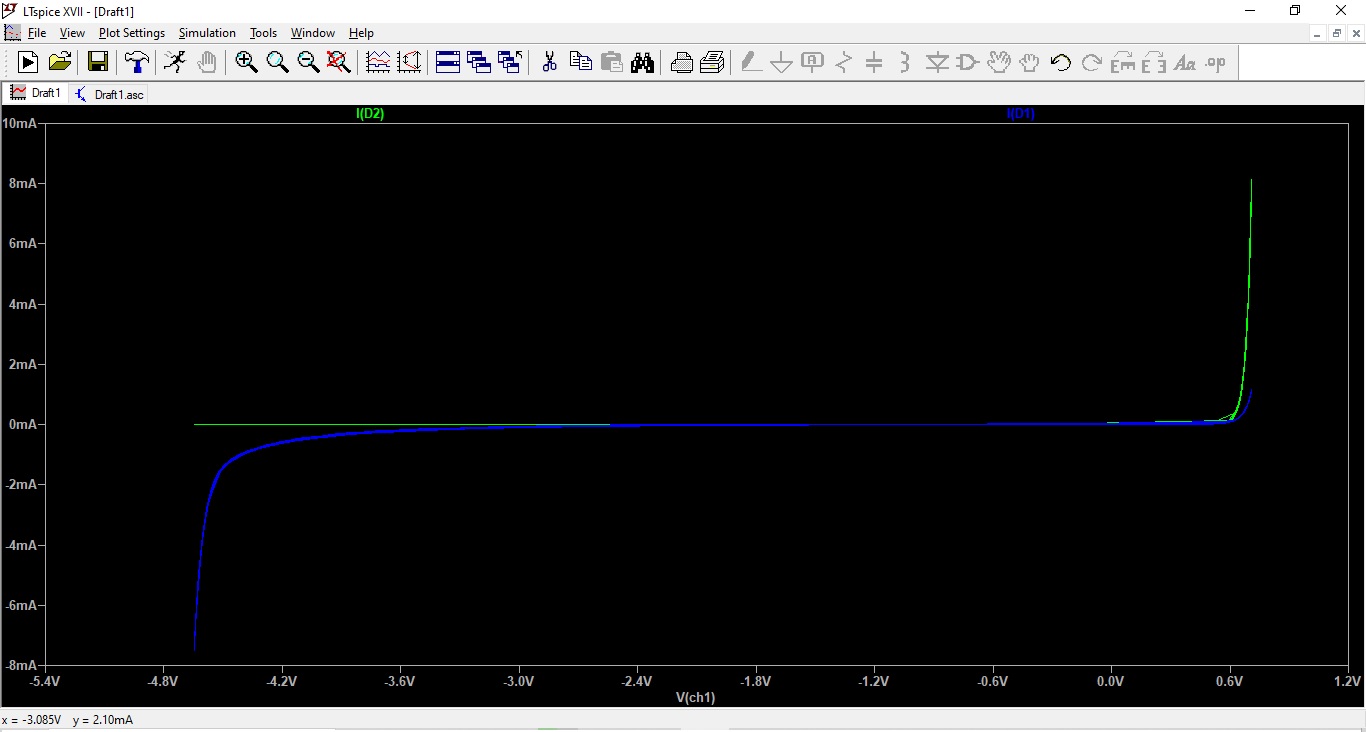 LTspice XVII - [Draft1]
File View Plot Settings Simulation Tools Window Help
Draft1 Draft1.asc
I(D2) I(D1)
10mA
8mA
6mA
4mA
2mA
0mA
-2mA
-4mA
-6mA
-8mA
-5.4V -4.8V -4.2V -3.6V -3.0V -2.4V -1.8V -1.2V -0.6V 0.0V 0.6V 1.2V
V(ch1)
x = -3.085V y = 2.10mA